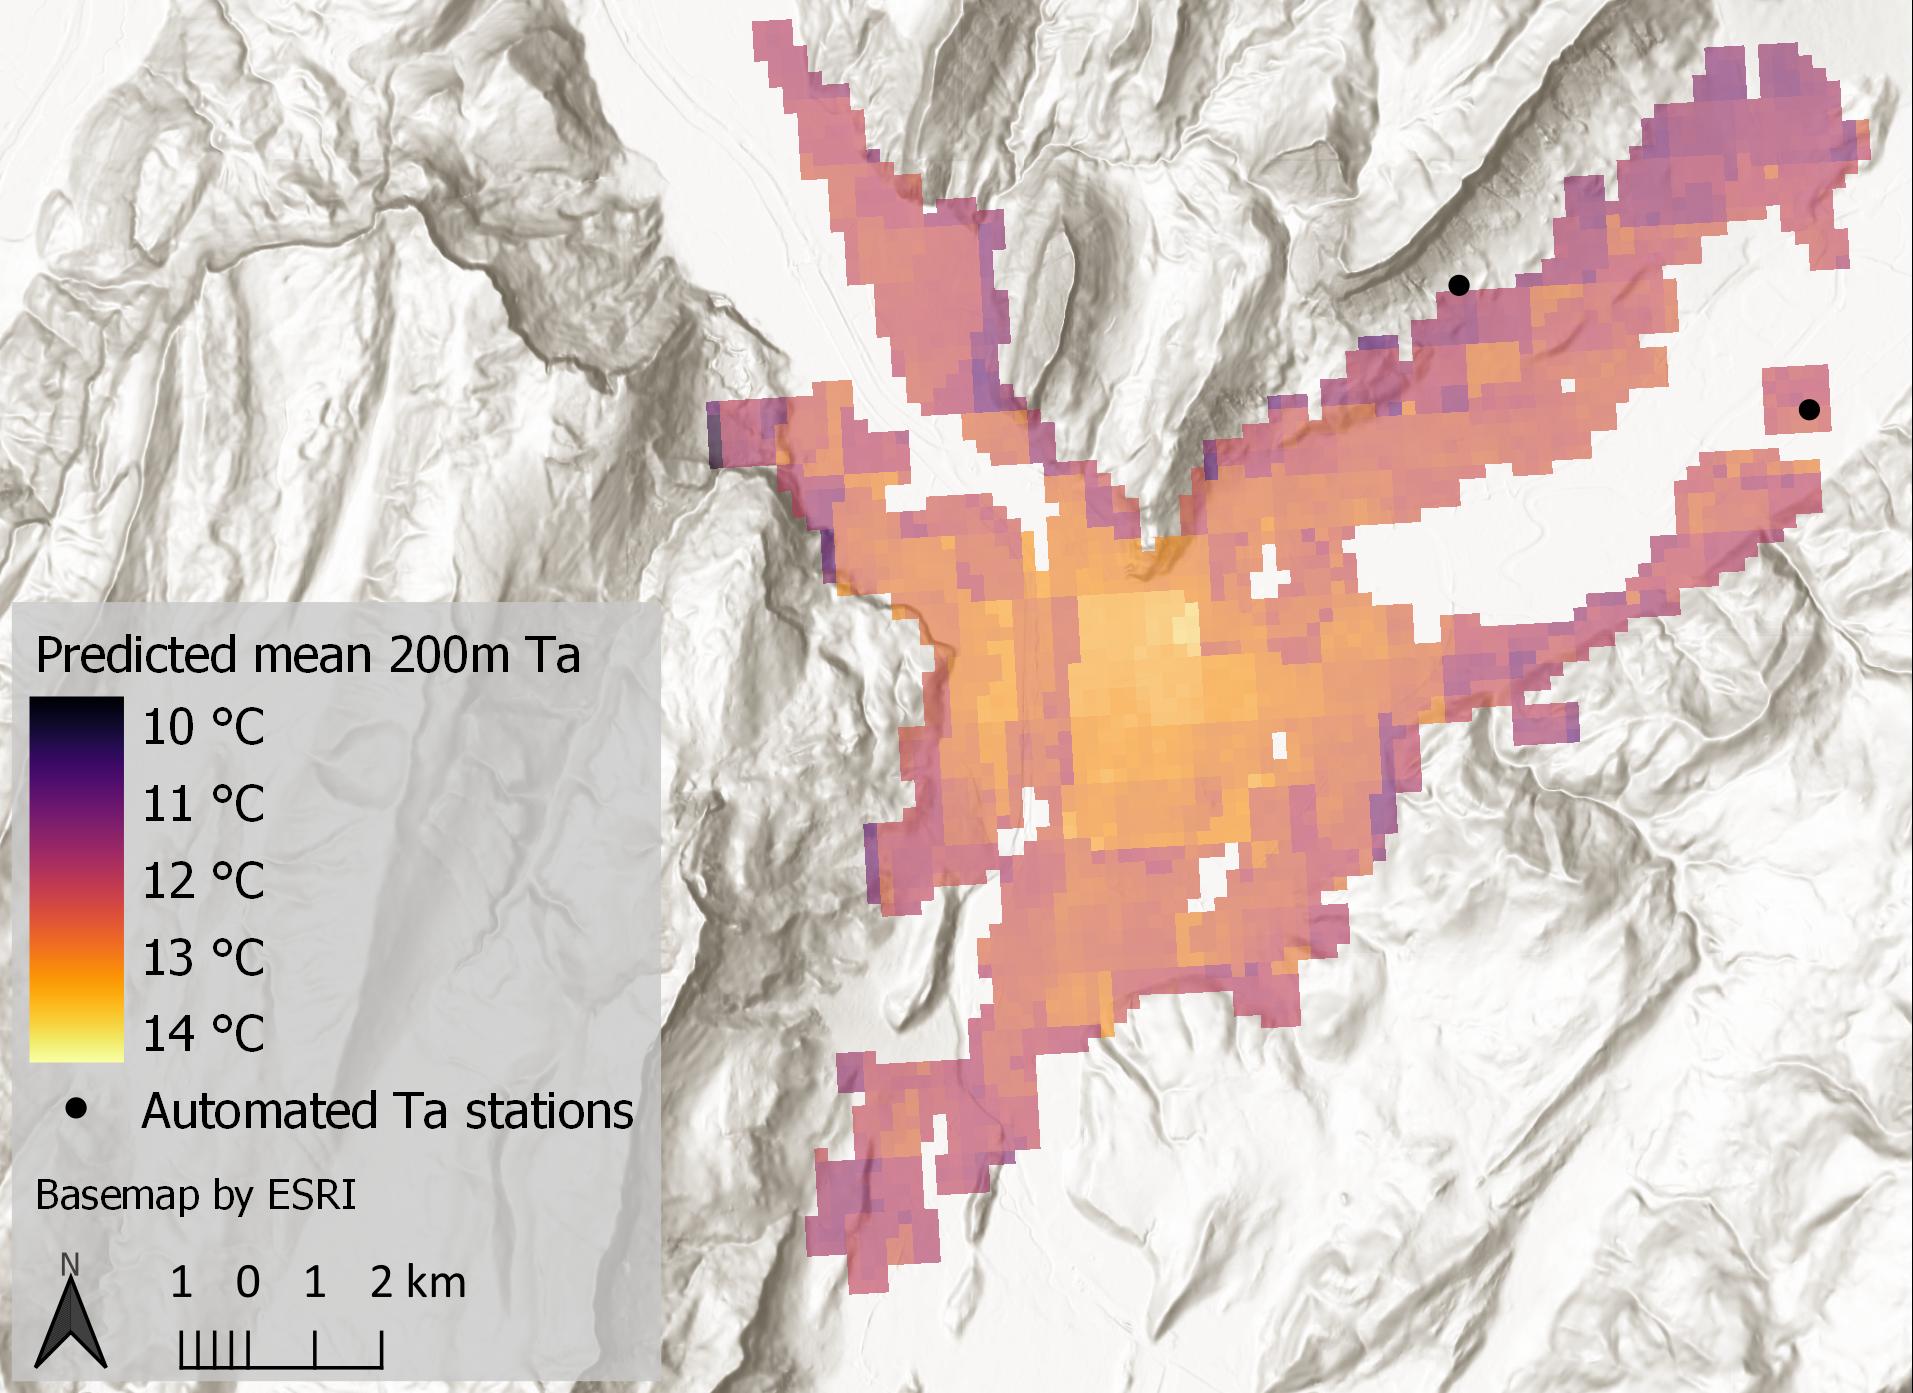 Predicted mean 200m Ta
10 °C
11 °C
12 °C
13 °C
14 °C
Automated Ta stations
Basemap by ESRI
N
1 0 1 2 km